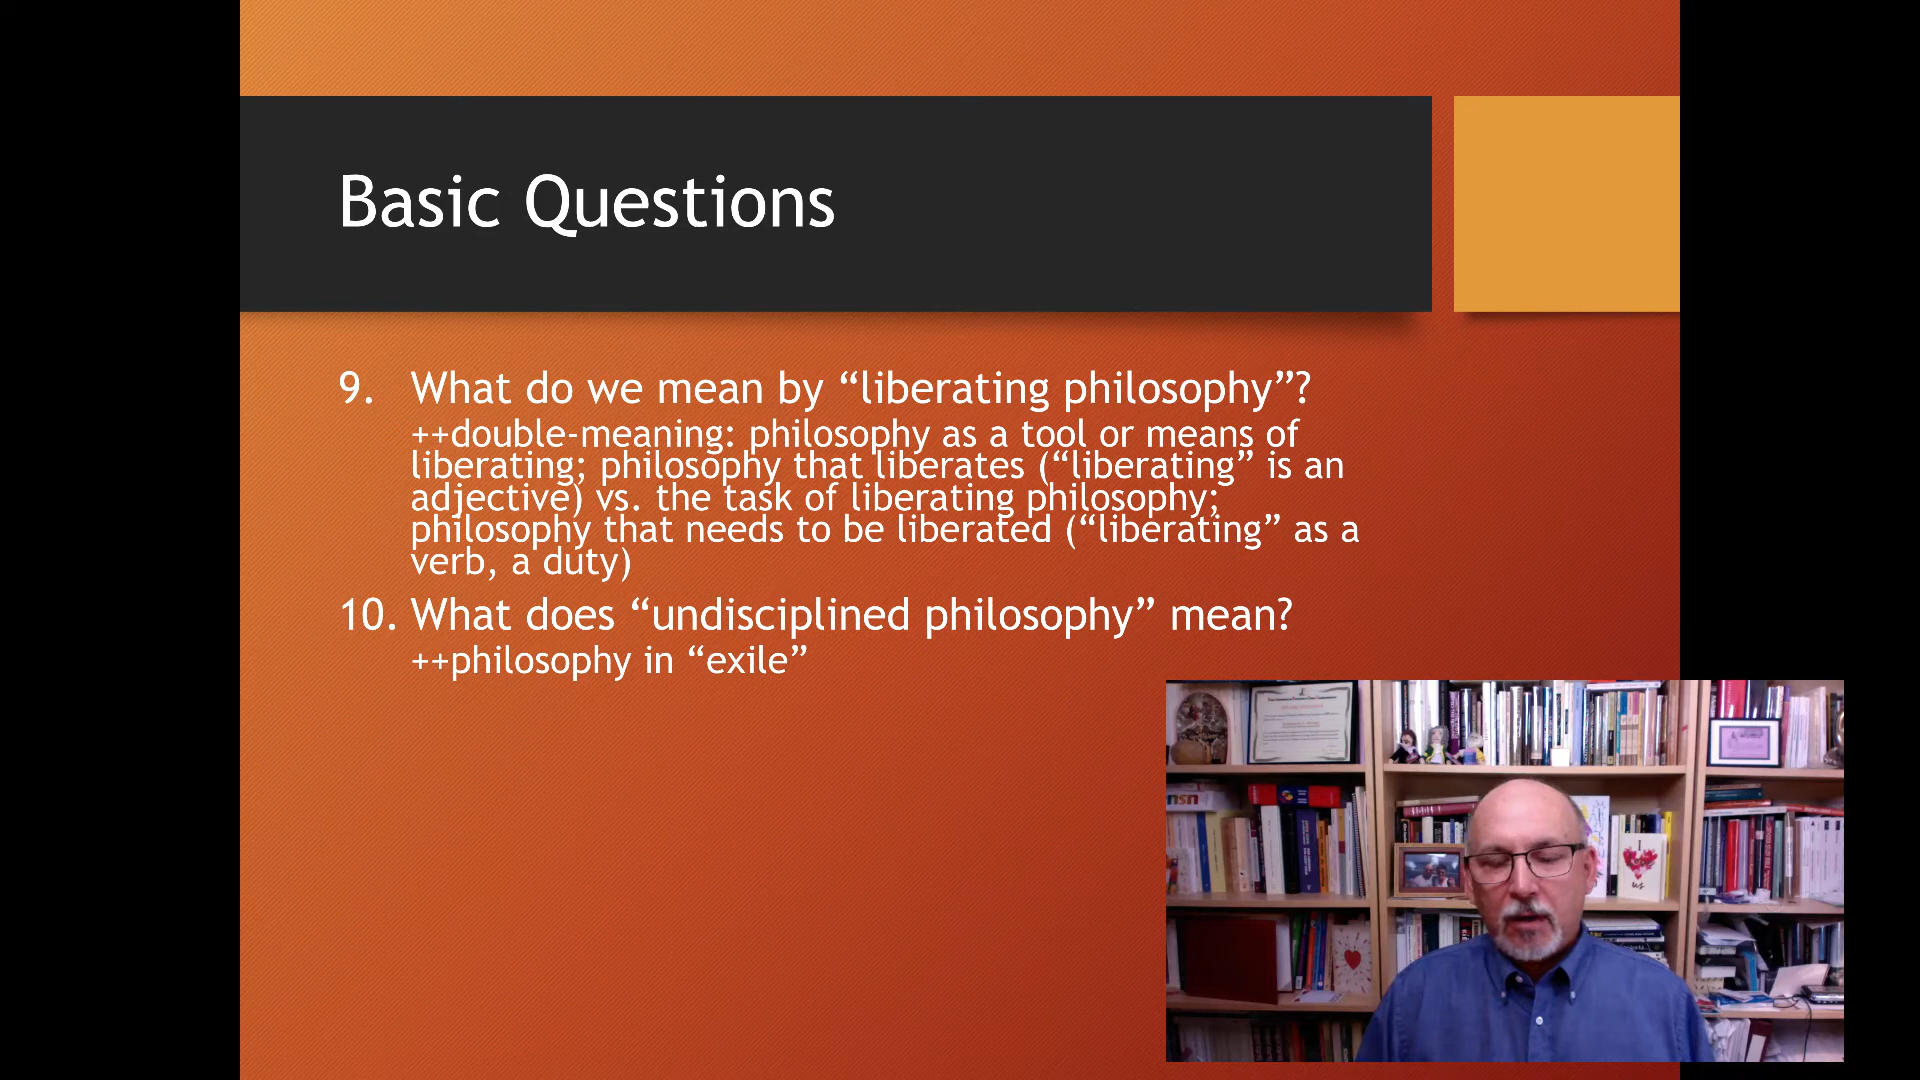 Basic Questions
9. What do we mean by “liberating philosophy”?
++double-meaning: philosophy as a tool or means of
liberating; philosophy that liberates (“liberating” is an
adjective) vs. the task of liberating philosophy;
philosophy that needs to be liberated (“liberating” as a
verb, a duty)
10. What does “undisciplined philosophy” mean?
++philosophy in “exile”
I
us